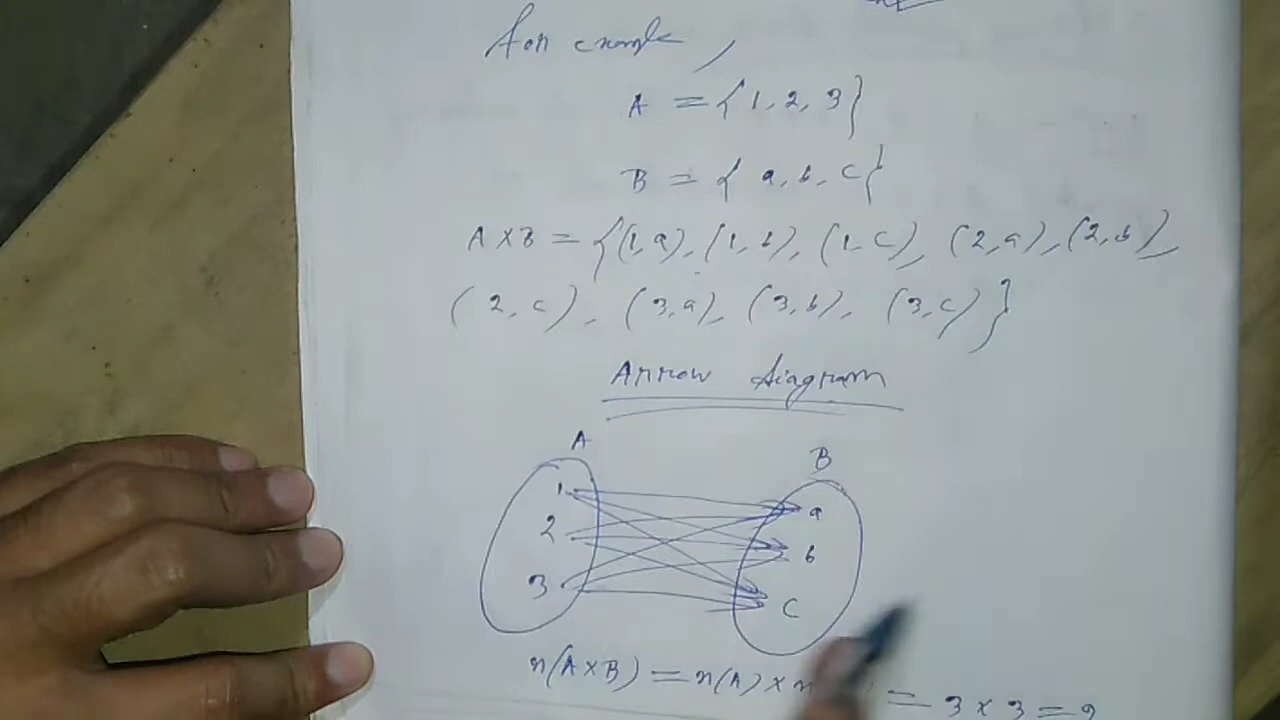 for example,
A = {1, 2, 3}
B = { a, b, c}
A X B = {(1, a), (1, b), (1, c), (2, a), (2, b),
(2, c), (3, a), (3, b), (3, c) }
Arrow diagram
A B
1 a
2 b
3 c
n(A X B) = n(A) X n = 3 X 3 = 9